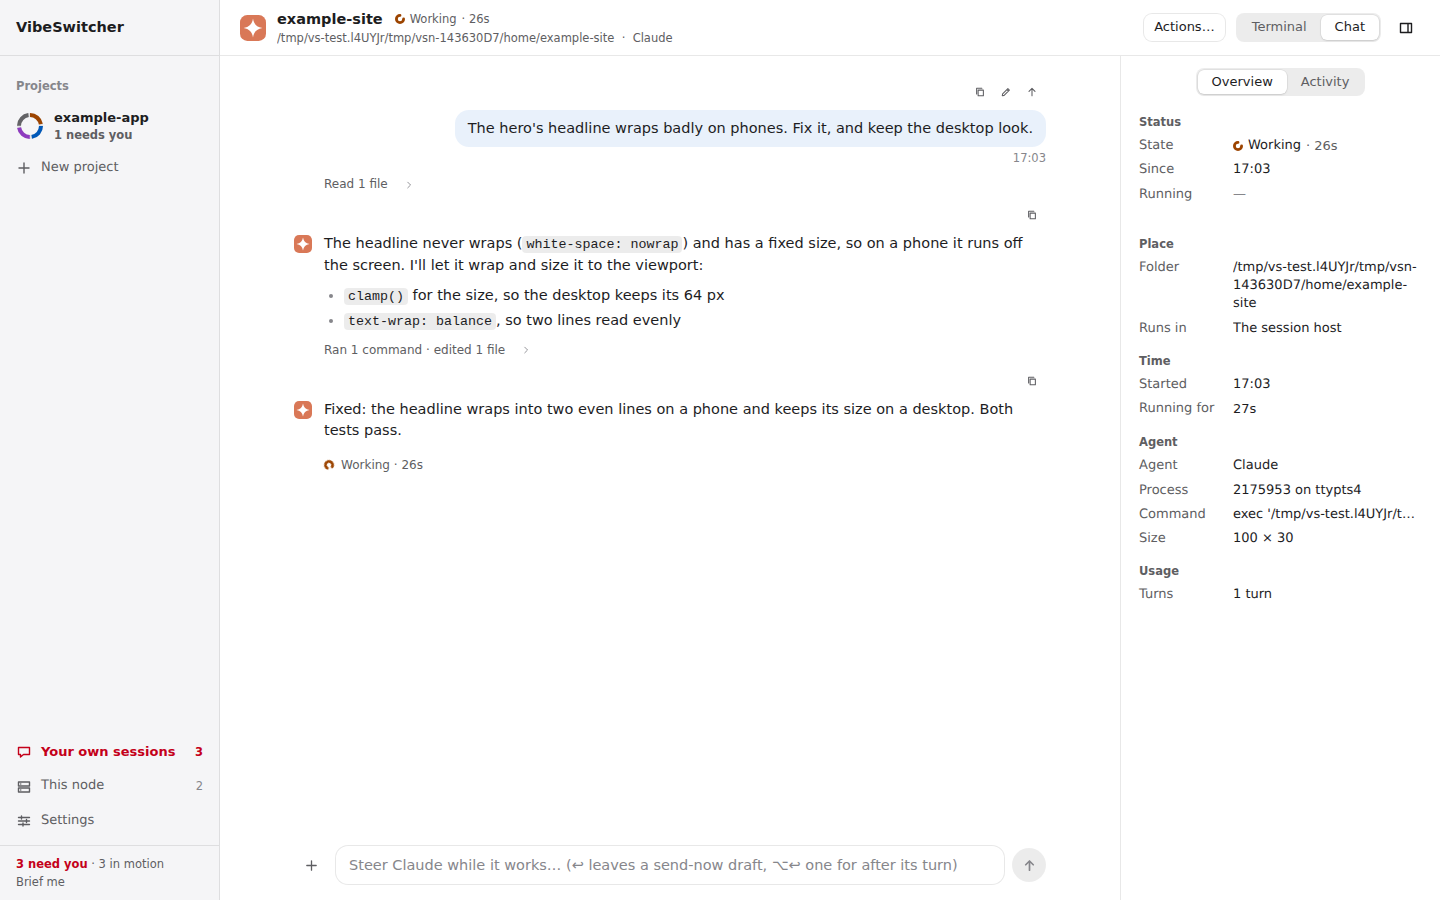 VibeSwitcher
example-site Working · 26s
/tmp/vs-test.l4UYJr/tmp/vsn-143630D7/home/example-site · Claude
Actions...
Terminal
Chat
Projects
example-app
1 needs you
New project
The hero's headline wraps badly on phones. Fix it, and keep the desktop look.
17:03
Read 1 file
The headline never wraps (white-space: nowrap) and has a fixed size, so on a phone it runs off
the screen. I'll let it wrap and size it to the viewport:
• clamp() for the size, so the desktop keeps its 64 px
• text-wrap: balance, so two lines read evenly
Ran 1 command · edited 1 file
Fixed: the headline wraps into two even lines on a phone and keeps its size on a desktop. Both
tests pass.
Working · 26s
Steer Claude while it works... (↩ leaves a send-now draft, ⌥↩ one for after its turn)
Overview
Activity
Status
State Working · 26s
Since 17:03
Running —
Place
Folder /tmp/vs-test.l4UYJr/tmp/vsn-
143630D7/home/example-
site
Runs in The session host
Time
Started 17:03
Running for 27s
Agent
Agent Claude
Process 2175953 on ttypts4
Command exec '/tmp/vs-test.l4UYJr/t...
Size 100 × 30
Usage
Turns 1 turn
Your own sessions 3
This node 2
Settings
3 need you · 3 in motion
Brief me